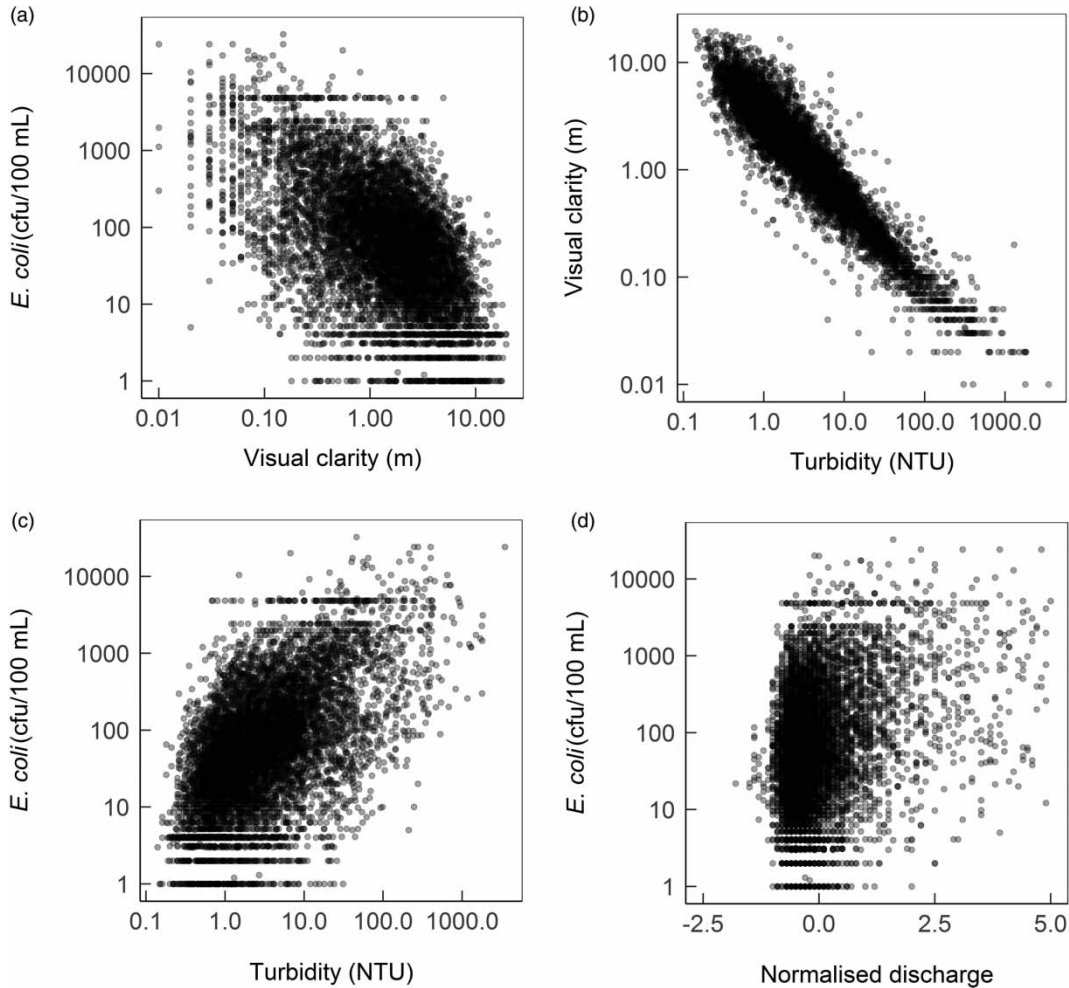 (a)
10000
1000
100
10
1
E. coli (cfu/100 mL)
0.01 0.10 1.00 10.00
Visual clarity (m)
(b)
10.00
1.00
0.10
0.01
Visual clarity (m)
0.1 1.0 10.0 100.0 1000.0
Turbidity (NTU)
(c)
10000
1000
100
10
1
E. coli (cfu/100 mL)
0.1 1.0 10.0 100.0 1000.0
Turbidity (NTU)
(d)
10000
1000
100
10
1
E. coli (cfu/100 mL)
-2.5 0.0 2.5 5.0
Normalised discharge